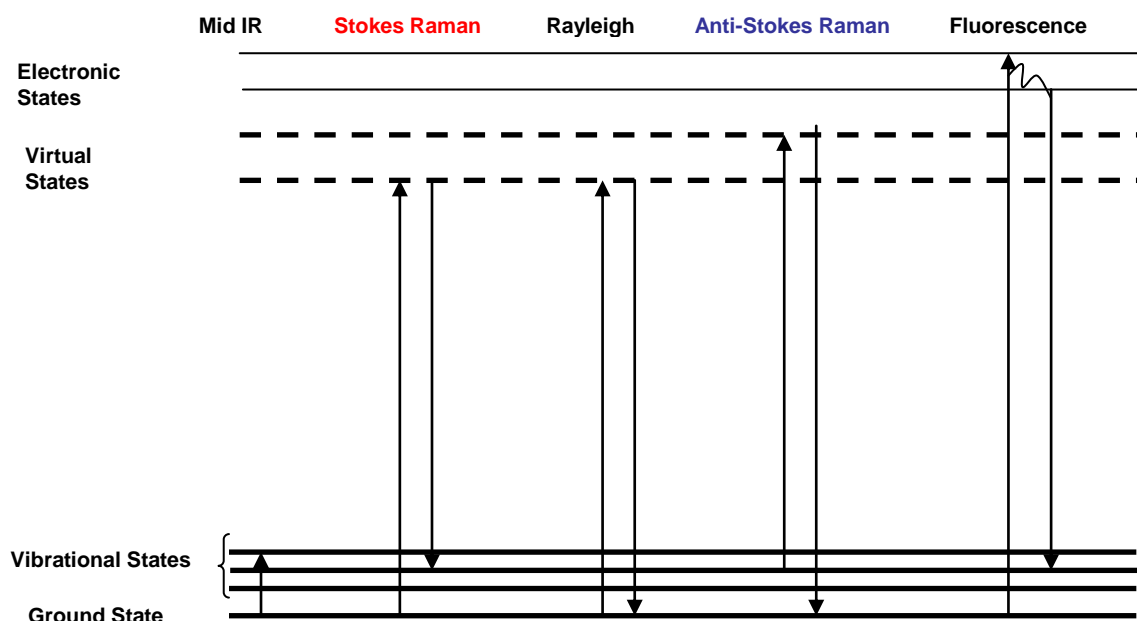 Mid IR Stokes Raman Rayleigh Anti-Stokes Raman Fluorescence
Electronic
States
Virtual
States
Vibrational States
Ground State